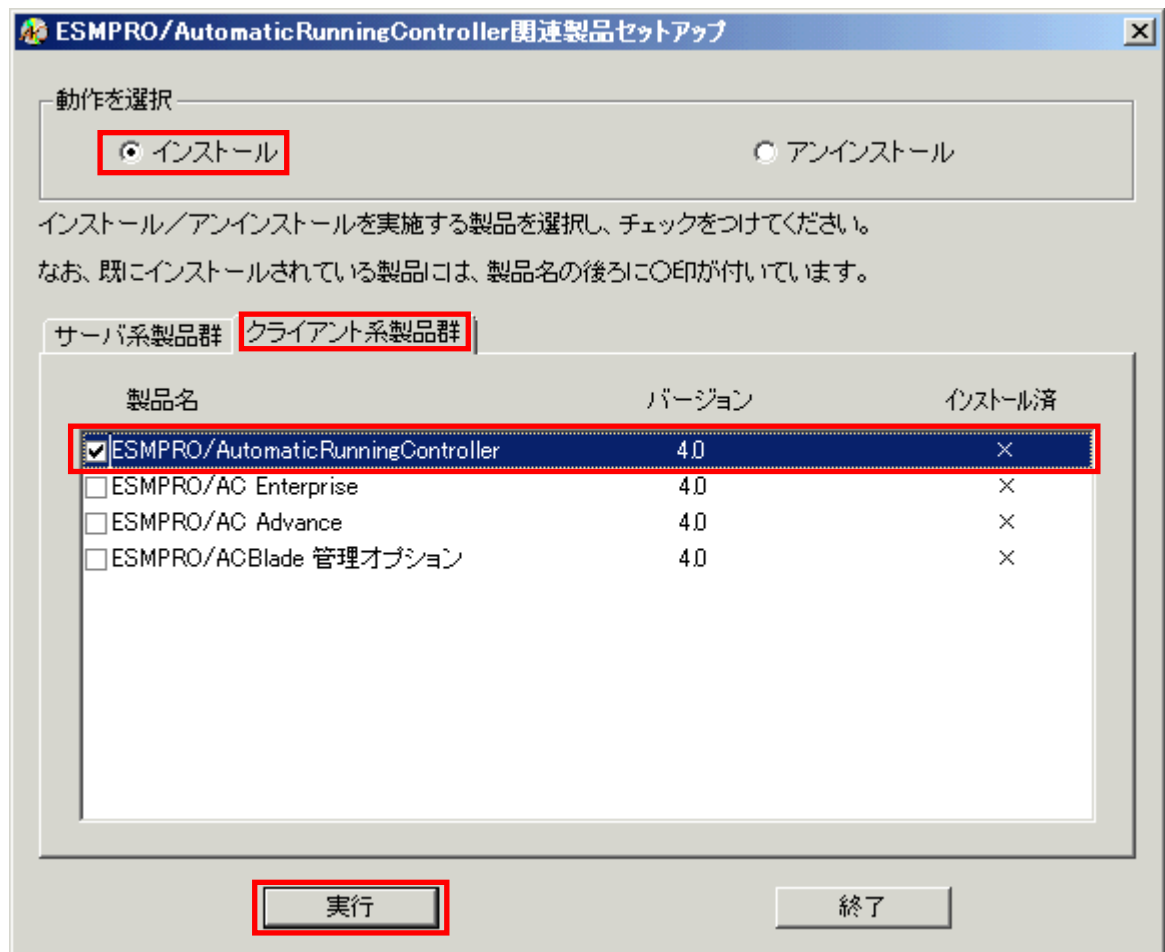 ESMPRO/AutomaticRunningController関連製品セットアップ
動作を選択
インストール アンインストール
インストール／アンインストールを実施する製品を選択し、チェックをつけてください。
なお、既にインストールされている製品には、製品名の後ろに○印が付いています。
サーバ系製品群 クライアント系製品群
製品名 バージョン インストール済
ESMPRO/AutomaticRunningController 4.0 ×
ESMPRO/AC Enterprise 4.0 ×
ESMPRO/AC Advance 4.0 ×
ESMPRO/ACBlade 管理オプション 4.0 ×
実行 終了